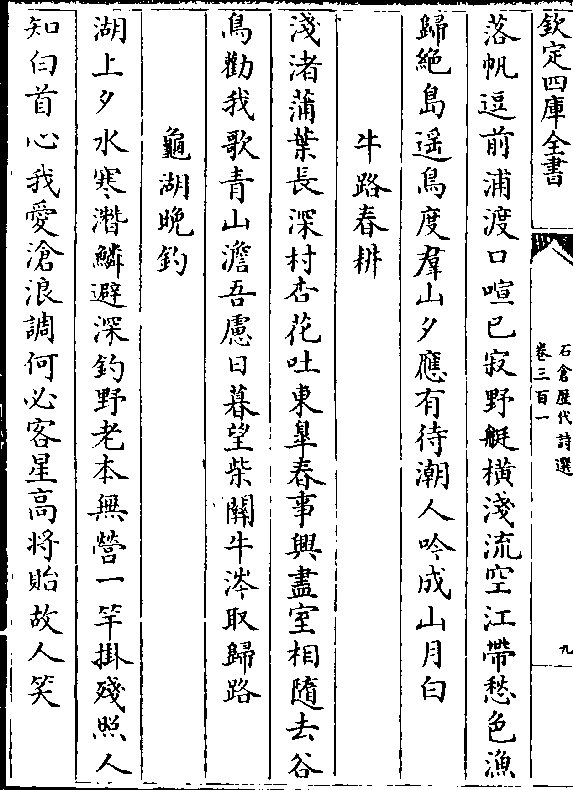 欽定四庫全書
石倉歴代詩選
卷三百一
九
落帆逗前浦渡口喧已寂野艇橫淺流空江帶愁色漁
歸絶島遥鳥度羣山夕應有待潮人吟成山月白
牛路春耕
淺渚蒲葉長深村杏花吐東臯春事興盡室相随去谷
鳥勸我歌青山澹吾慮日暮望柴關牛涔取歸路
龜湖晚釣
湖上夕水寒潛鱗避深釣野老本無營一竿掛殘照人
知白首心我愛滄浪調何必客星高将貽故人笑